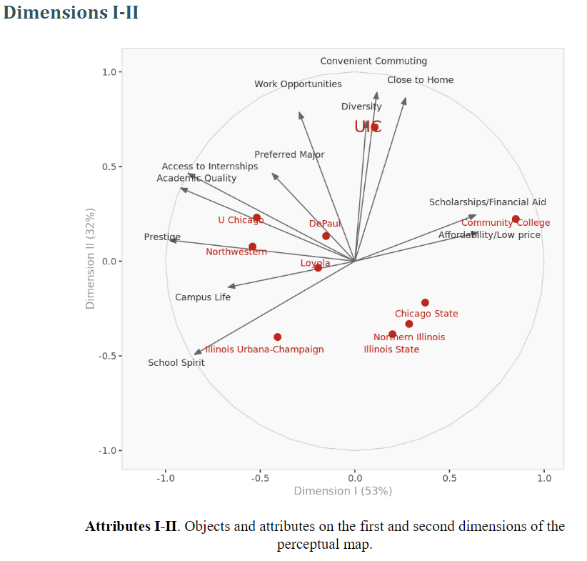 Dimensions I-II
Convenient Commuting
Work Opportunities
Close to Home
Diversity
UIC
Preferred Major
Access to Internships
Academic Quality
Scholarships/Financial Aid
U Chicago
DePaul
Community College
Prestige
Affordability/Low price
Northwestern
Loyola
Campus Life
Chicago State
Northern Illinois
Illinois Urbana-Champaign
Illinois State
School Spirit
1.0
0.5
0.0
-0.5
-1.0
Dimension II (32%)
-1.0 -0.5 0.0 0.5 1.0
Dimension I (53%)
Attributes I-II. Objects and attributes on the first and second dimensions of the
perceptual map.